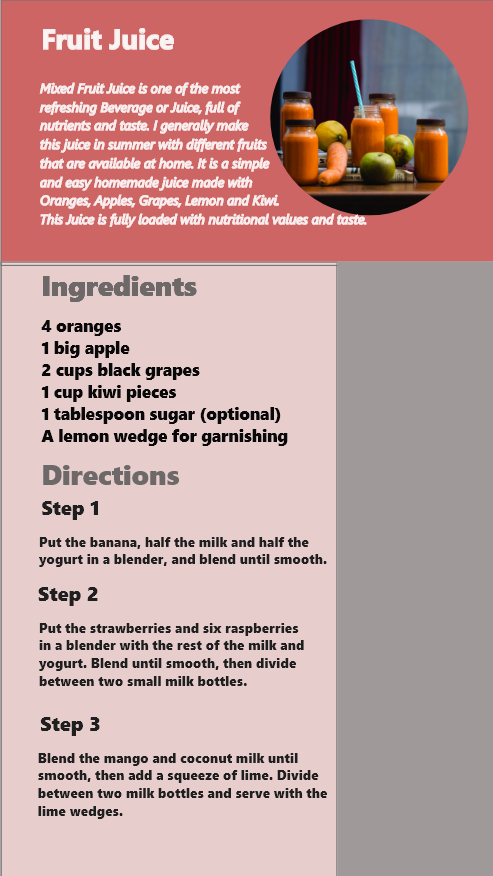 Fruit Juice
Mixed Fruit Juice is one of the most
refreshing Beverage or Juice, full of
nutrients and taste. I generally make
this juice in summer with different fruits
that are available at home. It is a simple
and easy homemade juice made with
Oranges, Apples, Grapes, Lemon and Kiwi.
This Juice is fully loaded with nutritional values and taste.
Ingredients
4 oranges
1 big apple
2 cups black grapes
1 cup kiwi pieces
1 tablespoon sugar (optional)
A lemon wedge for garnishing
Directions
Step 1
Put the banana, half the milk and half the
yogurt in a blender, and blend until smooth.
Step 2
Put the strawberries and six raspberries
in a blender with the rest of the milk and
yogurt. Blend until smooth, then divide
between two small milk bottles.
Step 3
Blend the mango and coconut milk until
smooth, then add a squeeze of lime. Divide
between two milk bottles and serve with the
lime wedges.